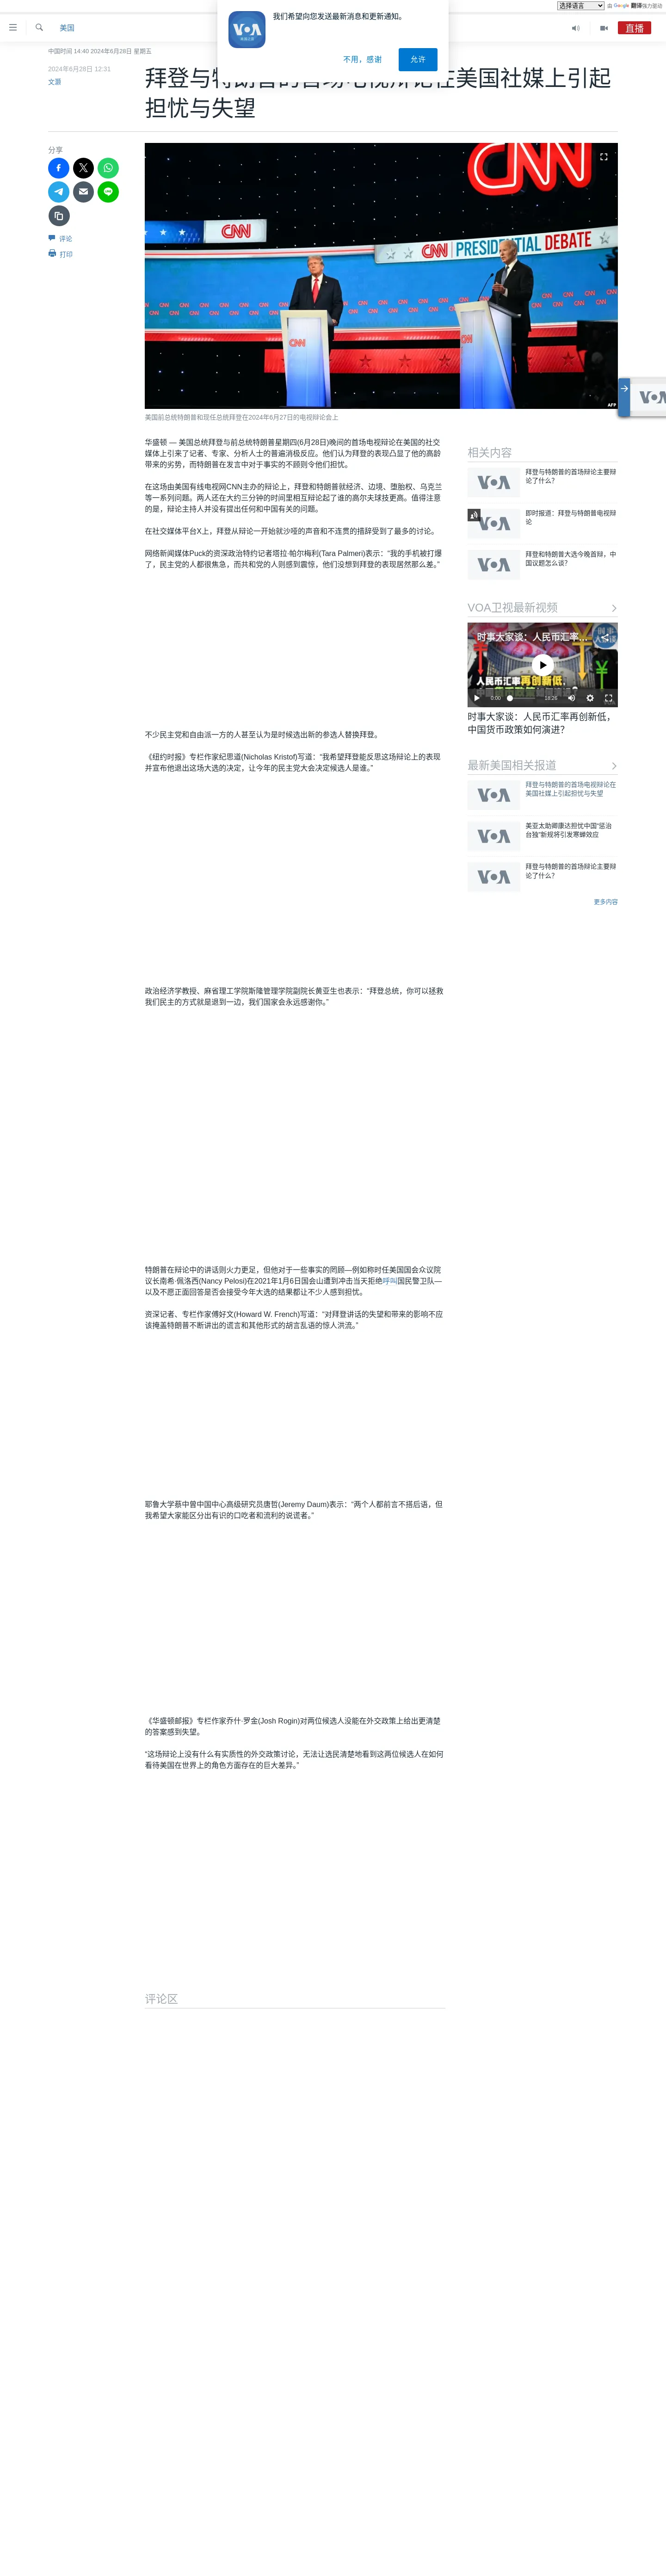 选择语言 由 Google 翻译强力驱动
我们希望向您发送最新消息和更新通知。
不用，感谢 允许
美国
直播
中国时间 14:40 2024年6月28日 星期五
2024年6月28日 12:31
文灏
拜登与特朗普的首场电视辩论在美国社媒上引起
担忧与失望
分享
评论
打印
CNN
CNN
CNN PRESIDENTIAL DEBATE
CNN
CNN
AFP
美国前总统特朗普和现任总统拜登在2024年6月27日的电视辩论会上
华盛顿 — 美国总统拜登与前总统特朗普星期四(6月28日)晚间的首场电视辩论在美国的社交
媒体上引来了记者、专家、分析人士的普遍消极反应。他们认为拜登的表现凸显了他的高龄
带来的劣势，而特朗普在发言中对于事实的不顾则令他们担忧。
在这场由美国有线电视网CNN主办的辩论上，拜登和特朗普就经济、边境、堕胎权、乌克兰
等一系列问题。两人还在大约三分钟的时间里相互辩论起了谁的高尔夫球技更高。值得注意
的是，辩论主持人并没有提出任何和中国有关的问题。
在社交媒体平台X上，拜登从辩论一开始就沙哑的声音和不连贯的措辞受到了最多的讨论。
网络新闻媒体Puck的资深政治特约记者塔拉·帕尔梅利(Tara Palmeri)表示：“我的手机被打爆
了，民主党的人都很焦急，而共和党的人则感到震惊，他们没想到拜登的表现居然那么差。”
不少民主党和自由派一方的人甚至认为是时候选出新的参选人替换拜登。
《纽约时报》专栏作家纪思道(Nicholas Kristof)写道：“我希望拜登能反思这场辩论上的表现
并宣布他退出这场大选的决定，让今年的民主党大会决定候选人是谁。”
政治经济学教授、麻省理工学院斯隆管理学院副院长黄亚生也表示：“拜登总统，你可以拯救
我们民主的方式就是退到一边，我们国家会永远感谢你。”
特朗普在辩论中的讲话则火力更足，但他对于一些事实的罔顾—例如称时任美国国会众议院
议长南希·佩洛西(Nancy Pelosi)在2021年1月6日国会山遭到冲击当天拒绝呼叫国民警卫队—
以及不愿正面回答是否会接受今年大选的结果都让不少人感到担忧。
资深记者、专栏作家傅好文(Howard W. French)写道：“对拜登讲话的失望和带来的影响不应
该掩盖特朗普不断讲出的谎言和其他形式的胡言乱语的惊人洪流。”
耶鲁大学蔡中曾中国中心高级研究员唐哲(Jeremy Daum)表示：“两个人都前言不搭后语，但
我希望大家能区分出有识的口吃者和流利的说谎者。”
《华盛顿邮报》专栏作家乔什·罗金(Josh Rogin)对两位候选人没能在外交政策上给出更清楚
的答案感到失望。
“这场辩论上没有什么有实质性的外交政策讨论，无法让选民清楚地看到这两位候选人在如何
看待美国在世界上的角色方面存在的巨大差异。”
评论区
相关内容
拜登与特朗普的首场辩论主要辩
论了什么？
即时报道：拜登与特朗普电视辩
论
拜登和特朗普大选今晚首辩，中
国议题怎么谈？
VOA卫视最新视频
时事大家谈：人民币汇率...
人民币汇率再创新低,
0:00 18:26
时事大家谈：人民币汇率再创新低，
中国货币政策如何演进？
最新美国相关报道
拜登与特朗普的首场电视辩论在
美国社媒上引起担忧与失望
美亚太助卿康达担忧中国“惩治
台独”新规将引发寒蝉效应
拜登与特朗普的首场辩论主要辩
论了什么？
更多内容